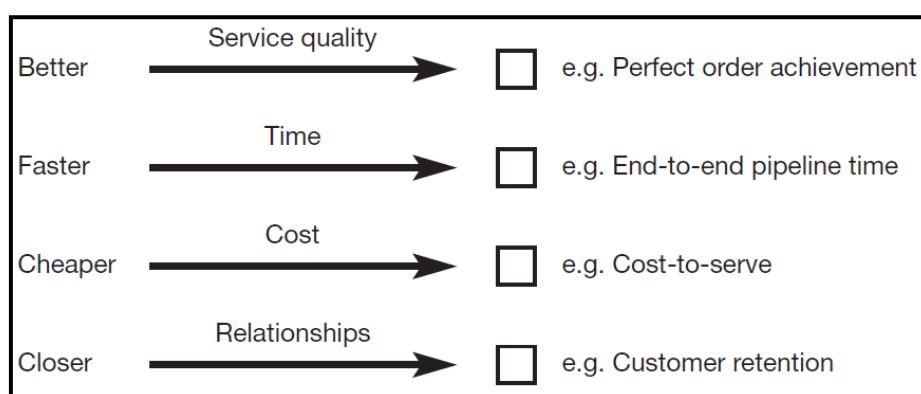 Service quality
Better e.g. Perfect order achievement
Time
Faster e.g. End-to-end pipeline time
Cost
Cheaper e.g. Cost-to-serve
Relationships
Closer e.g. Customer retention